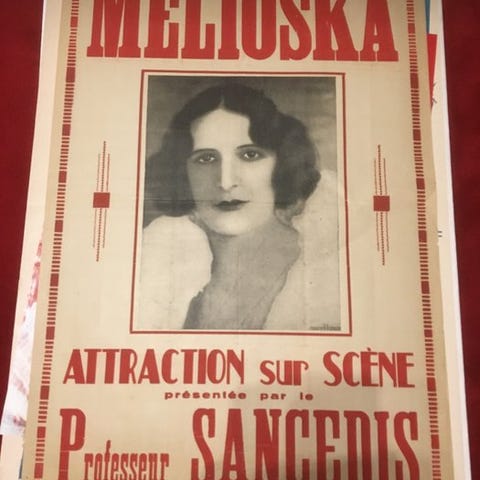 MELIOSKA
ATTRACTION sur SCÈNE
présentée par le
Professeur SANCEDIS